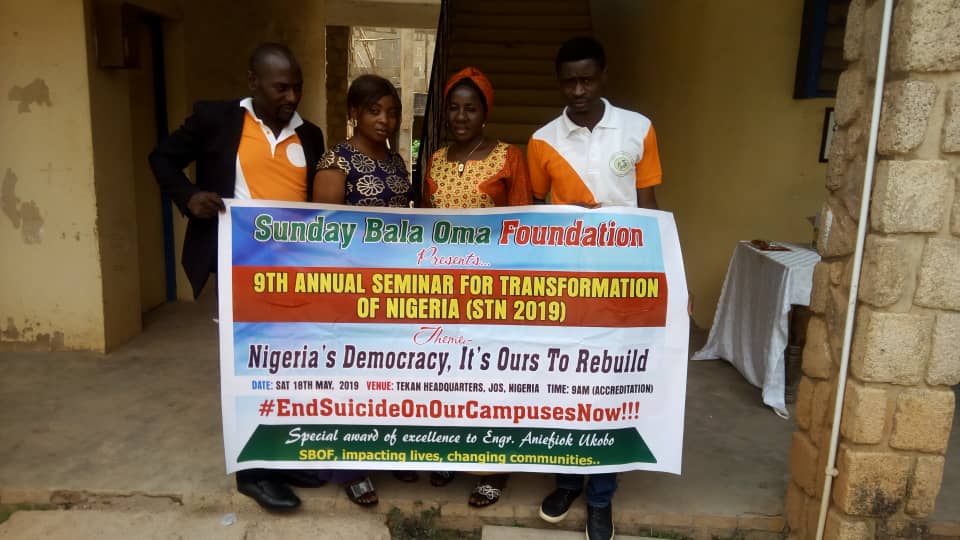 Sunday Bala Oma Foundation
Presents...
9TH ANNUAL SEMINAR FOR TRANSFORMATION
OF NIGERIA (STN 2019)
Theme:-
Nigeria's Democracy, It's Ours To Rebuild
DATE: SAT 18TH MAY, 2019 VENUE: TEKAN HEADQUARTERS, JOS, NIGERIA TIME: 9AM (ACCREDITATION)
#EndSuicideOnOurCampusesNow!!!
Special award of excellence to Engr. Aniefiok Ukobo
SBOF, impacting lives, changing communities..